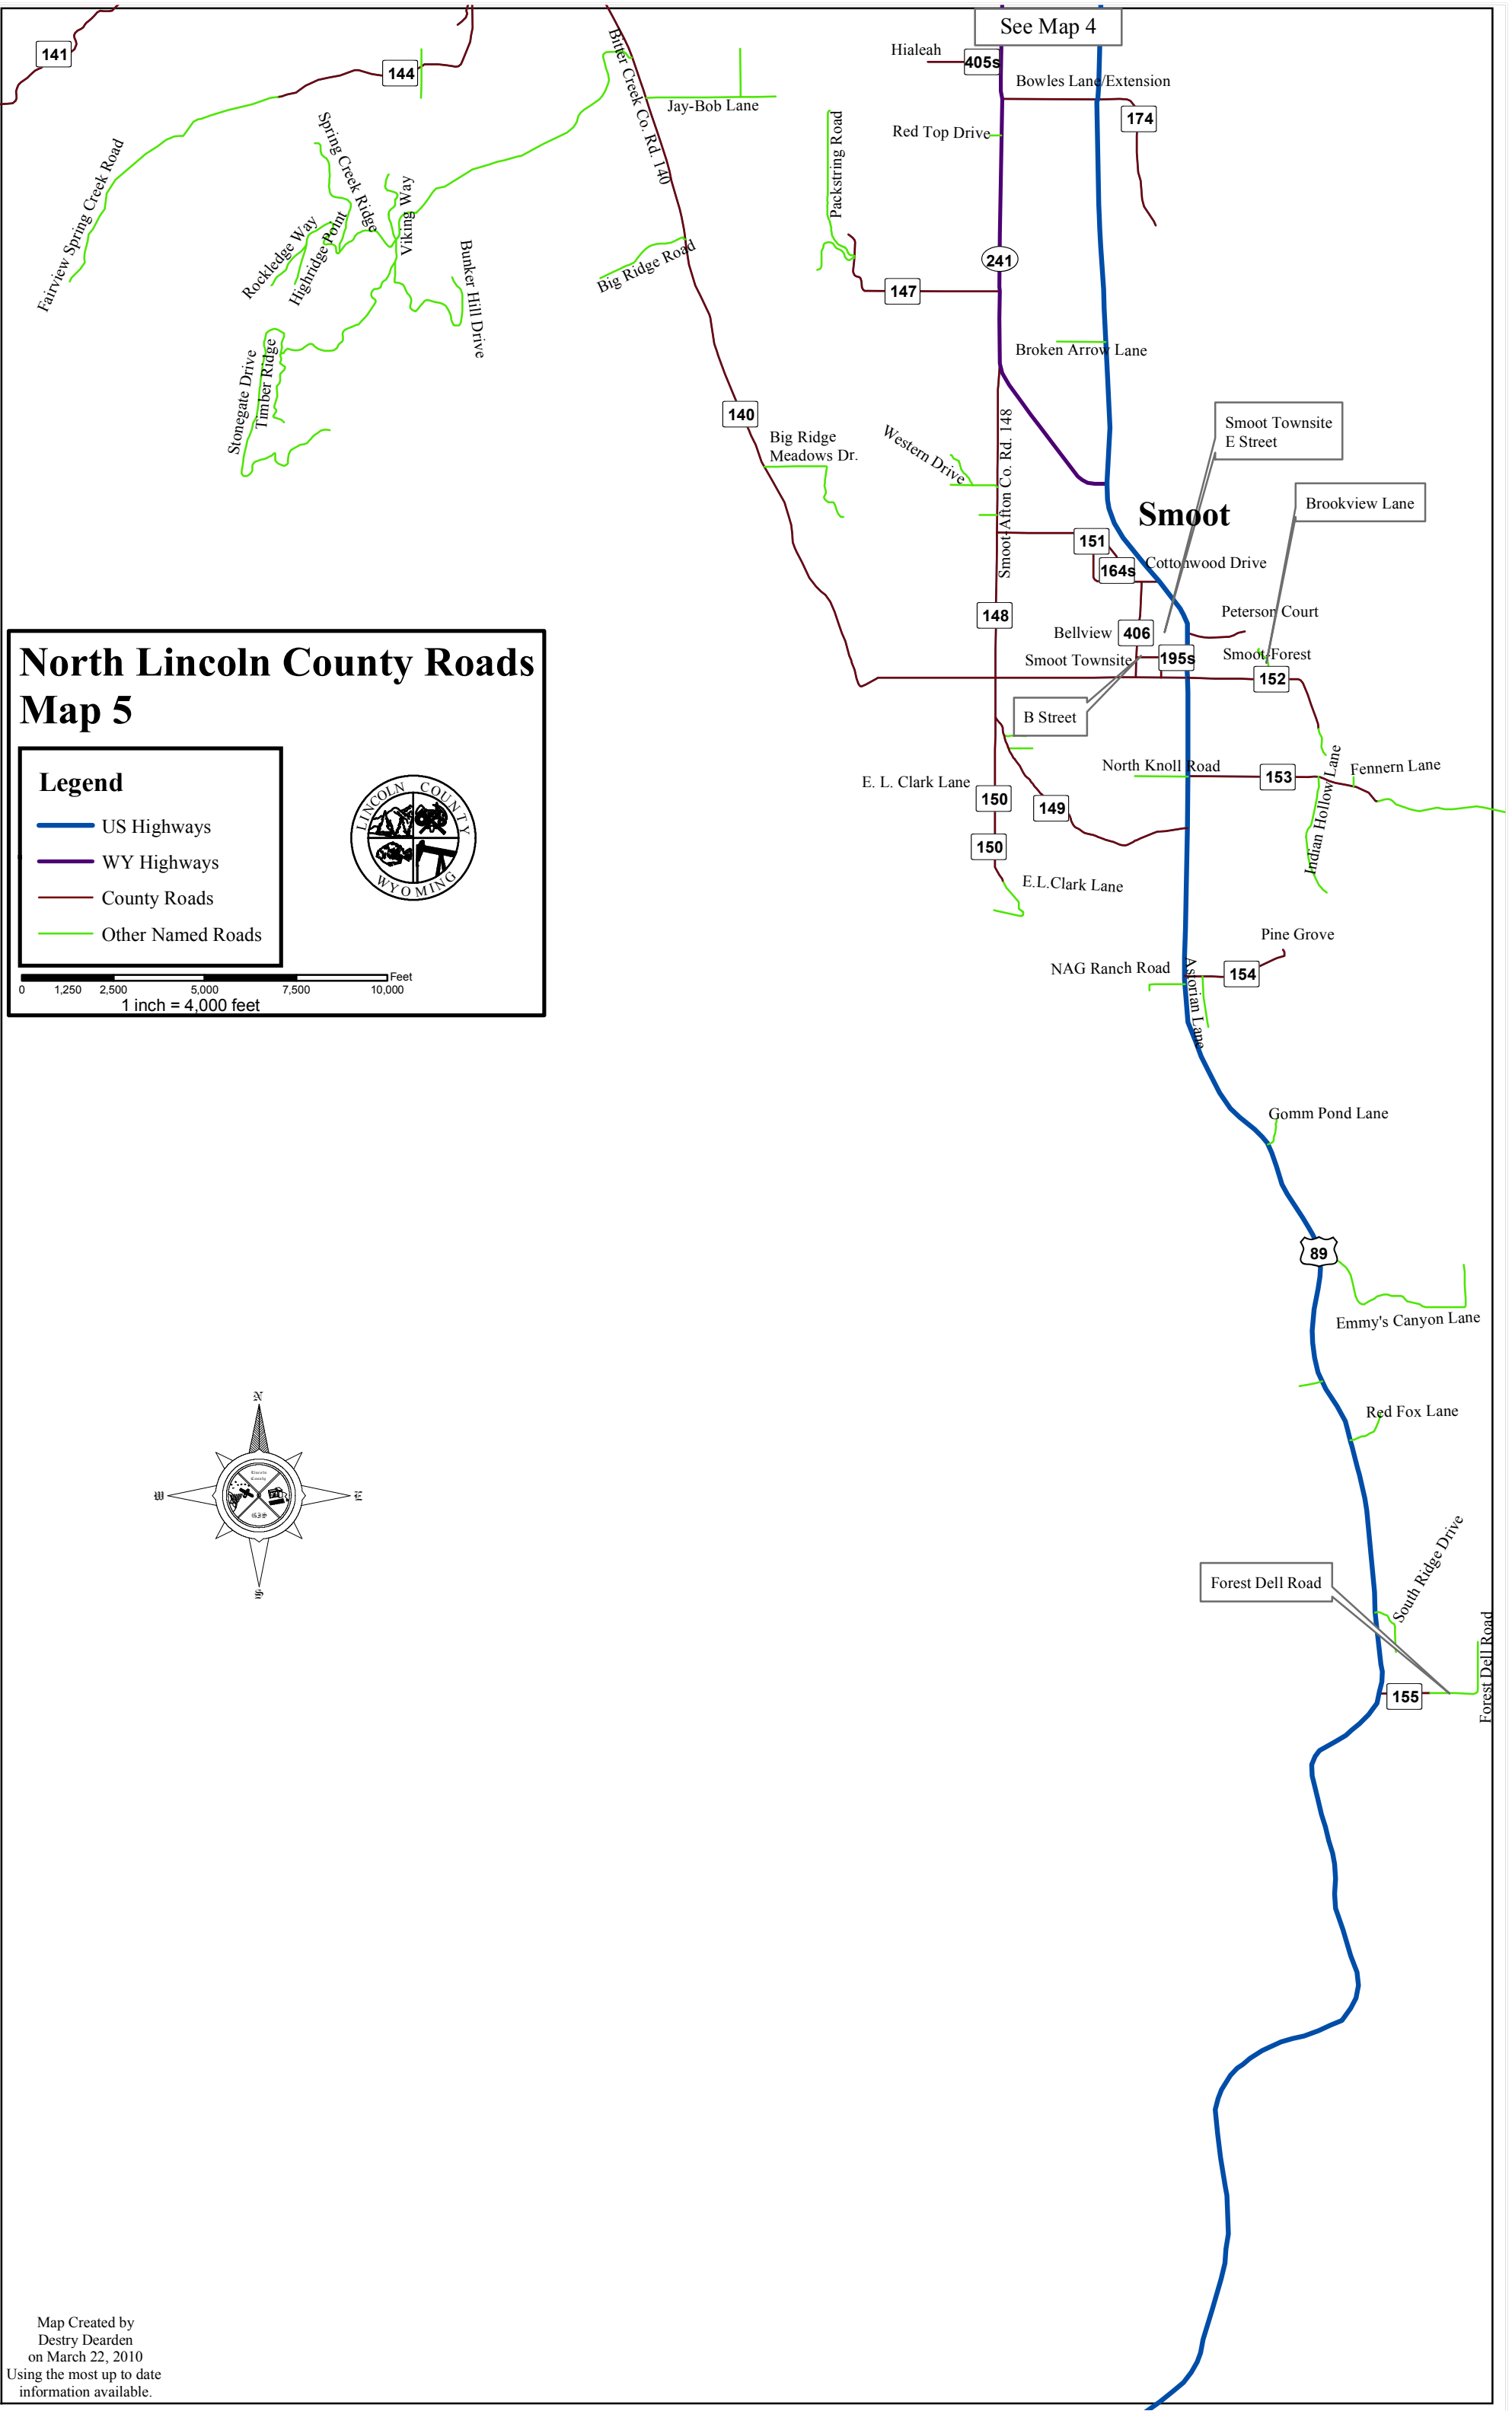 See Map 4
141
144
Hialeah
405s
Bowles Lane/Extension
174
Bitter Creek Co. Rd. 140
Jay-Bob Lane
Red Top Drive
Packstring Road
Fairview Spring Creek Road
Spring Creek Ridge
Viking Way
Rockledge Way
Highridge Point
Bunker Hill Drive
Big Ridge Road
241
147
Broken Arrow Lane
Stonegate Drive
Timber Ridge
140
Big Ridge
Meadows Dr.
Western Drive
Smoot-Afton Co. Rd. 148
Smoot Townsite
E Street
Brookview Lane
Smoot
151
164s
Cottonwood Drive
148
Peterson Court
Bellview
406
Smoot Townsite
195s
Smoot-Forest
152
B Street
North Lincoln County Roads
Map 5
Legend
US Highways
WY Highways
County Roads
Other Named Roads
LINCOLN COUNTY
WYOMING
Feet
0 1,250 2,500 5,000 7,500 10,000
1 inch = 4,000 feet
North Knoll Road
153
Fennern Lane
Indian Hollow Lane
E. L. Clark Lane
150
149
150
E.L.Clark Lane
Pine Grove
NAG Ranch Road
154
Astorian Lane
Gomm Pond Lane
89
Emmy's Canyon Lane
Red Fox Lane
N
W
E
S
Lincoln
County
GIS
South Ridge Drive
Forest Dell Road
Forest Dell Road
155
Map Created by
Destry Dearden
on March 22, 2010
Using the most up to date
information available.